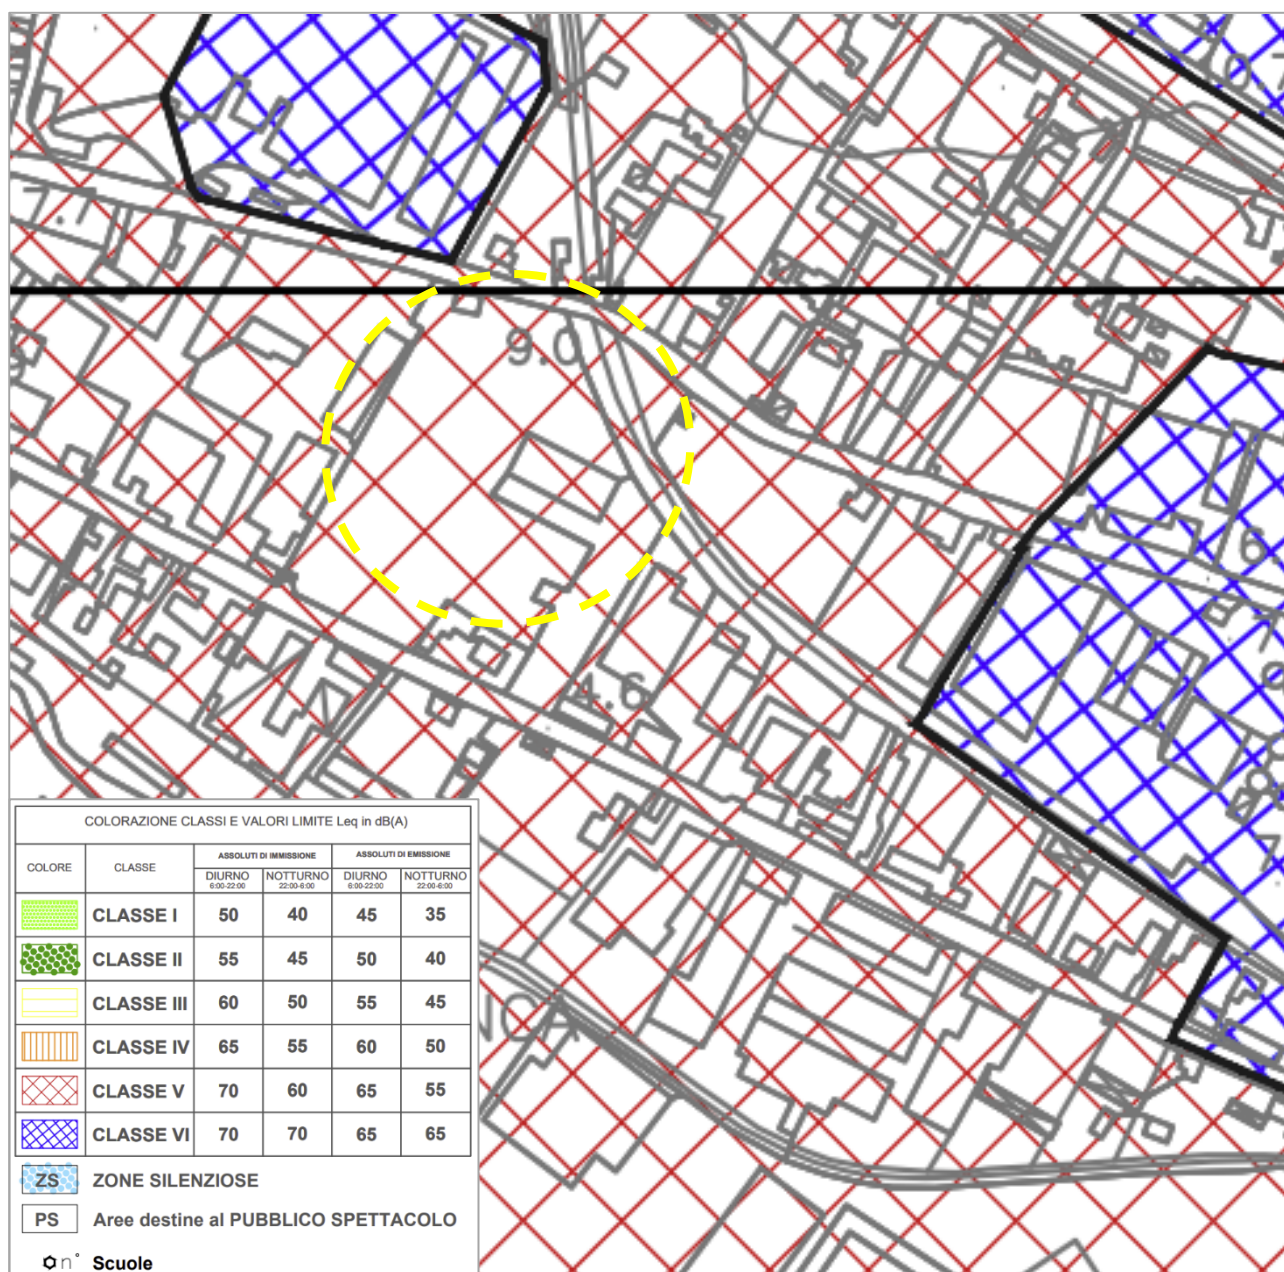 9.0
4.6
6
COLORAZIONE CLASSI E VALORI LIMITE Leq in dB(A)
COLORE CLASSE ASSOLUTI DI IMMISSIONE ASSOLUTI DI EMISSIONE
DIURNO 6:00-22:00 NOTTURNO 22:00-6:00 DIURNO 6:00-22:00 NOTTURNO 22:00-6:00
CLASSE I 50 40 45 35
CLASSE II 55 45 50 40
CLASSE III 60 50 55 45
CLASSE IV 65 55 60 50
CLASSE V 70 60 65 55
CLASSE VI 70 70 65 65
ZS ZONE SILENZIOSE
PS Aree destine al PUBBLICO SPETTACOLO
n° Scuole